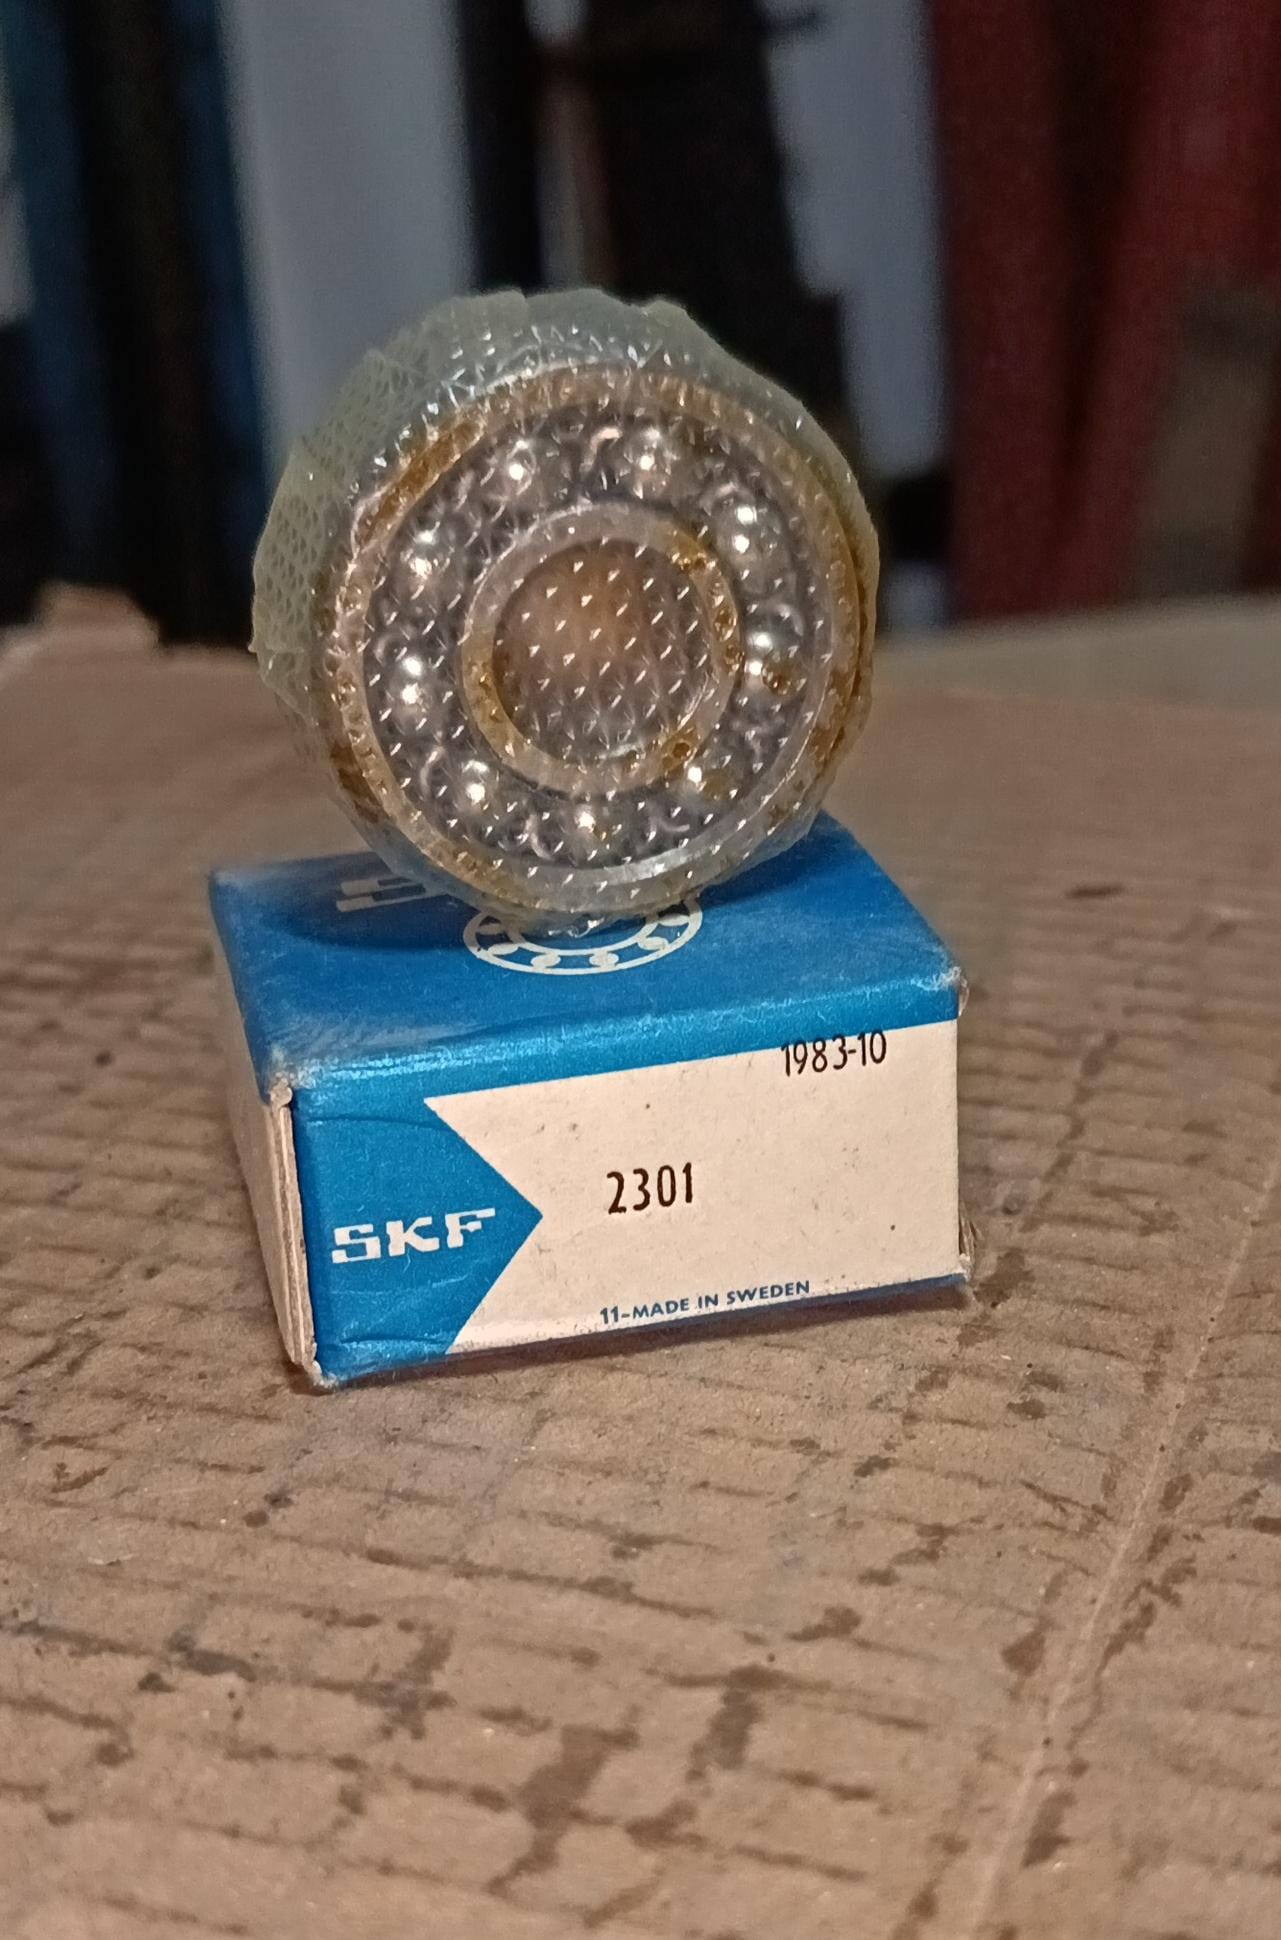 1983-10
2301
SKF
11-MADE IN SWEDEN